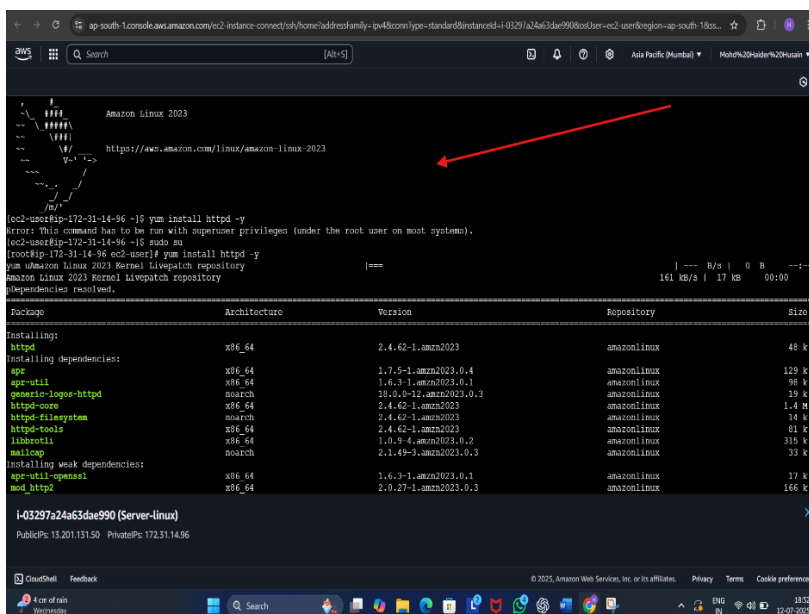 ap-south-1.console.aws.amazon.com/ec2-instance-connect/ssh/home?addressFamily=ipv4&connType=standard&instanceId=i-03297a24a63dae990&osUser=ec2-user&region=ap-south-1&ss...
aws Search [Alt+S] Asia Pacific (Mumbai) ▼ Mohd%20Haider%20Husain ▼
Amazon Linux 2023
https://aws.amazon.com/linux/amazon-linux-2023
[ec2-user@ip-172-31-14-96 ~]$ yum install httpd -y
Error: This command has to be run with superuser privileges (under the root user on most systems).
[ec2-user@ip-172-31-14-96 ~]$ sudo su
[root@ip-172-31-14-96 ec2-user]# yum install httpd -y
yum uAmazon Linux 2023 Kernel Livepatch repository |=== | --- B/s | 0 B --:--
Amazon Linux 2023 Kernel Livepatch repository 161 kB/s | 17 kB 00:00
pDependencies resolved.
Package Architecture Version Repository Size
Installing:
httpd x86_64 2.4.62-1.amzn2023 amazonlinux 48 k
Installing dependencies:
apr x86_64 1.7.5-1.amzn2023.0.4 amazonlinux 129 k
apr-util x86_64 1.6.3-1.amzn2023.0.1 amazonlinux 98 k
generic-logos-httpd noarch 18.0.0-12.amzn2023.0.3 amazonlinux 19 k
httpd-core x86_64 2.4.62-1.amzn2023 amazonlinux 1.4 M
httpd-filesystem noarch 2.4.62-1.amzn2023 amazonlinux 14 k
httpd-tools x86_64 2.4.62-1.amzn2023 amazonlinux 81 k
libbrotli x86_64 1.0.9-4.amzn2023.0.2 amazonlinux 315 k
mailcap noarch 2.1.49-3.amzn2023.0.3 amazonlinux 33 k
Installing weak dependencies:
apr-util-openssl x86_64 1.6.3-1.amzn2023.0.1 amazonlinux 17 k
mod_http2 x86_64 2.0.27-1.amzn2023.0.3 amazonlinux 166 k
i-03297a24a63dae990 (Server-linux)
PublicIPs: 13.201.131.50 PrivateIPs: 172.31.14.96
CloudShell Feedback © 2025, Amazon Web Services, Inc. or its affiliates. Privacy Terms Cookie preference
4 cm of rain Search ENG 18:52
Wednesday IN